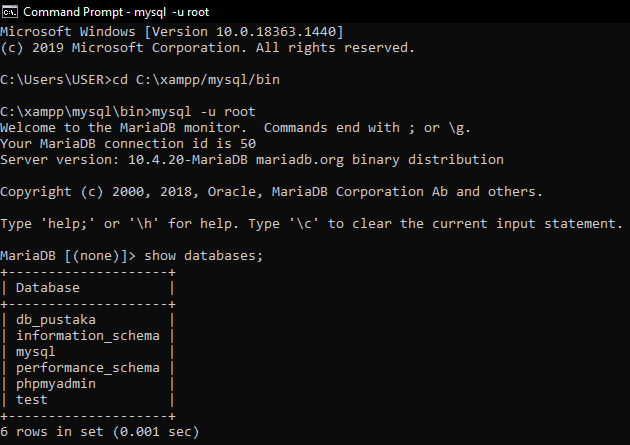 Command Prompt - mysql  -u root
Microsoft Windows [Version 10.0.18363.1440]
(c) 2019 Microsoft Corporation. All rights reserved.
C:\Users\USER>cd C:\xampp/mysql/bin
C:\xampp\mysql\bin>mysql -u root
Welcome to the MariaDB monitor.  Commands end with ; or \g.
Your MariaDB connection id is 50
Server version: 10.4.20-MariaDB mariadb.org binary distribution
Copyright (c) 2000, 2018, Oracle, MariaDB Corporation Ab and others.
Type 'help;' or '\h' for help. Type '\c' to clear the current input statement.
MariaDB [(none)]> show databases;
+--------------------+
| Database           |
+--------------------+
| db_pustaka         |
| information_schema |
| mysql              |
| performance_schema |
| phpmyadmin         |
| test               |
+--------------------+
6 rows in set (0.001 sec)